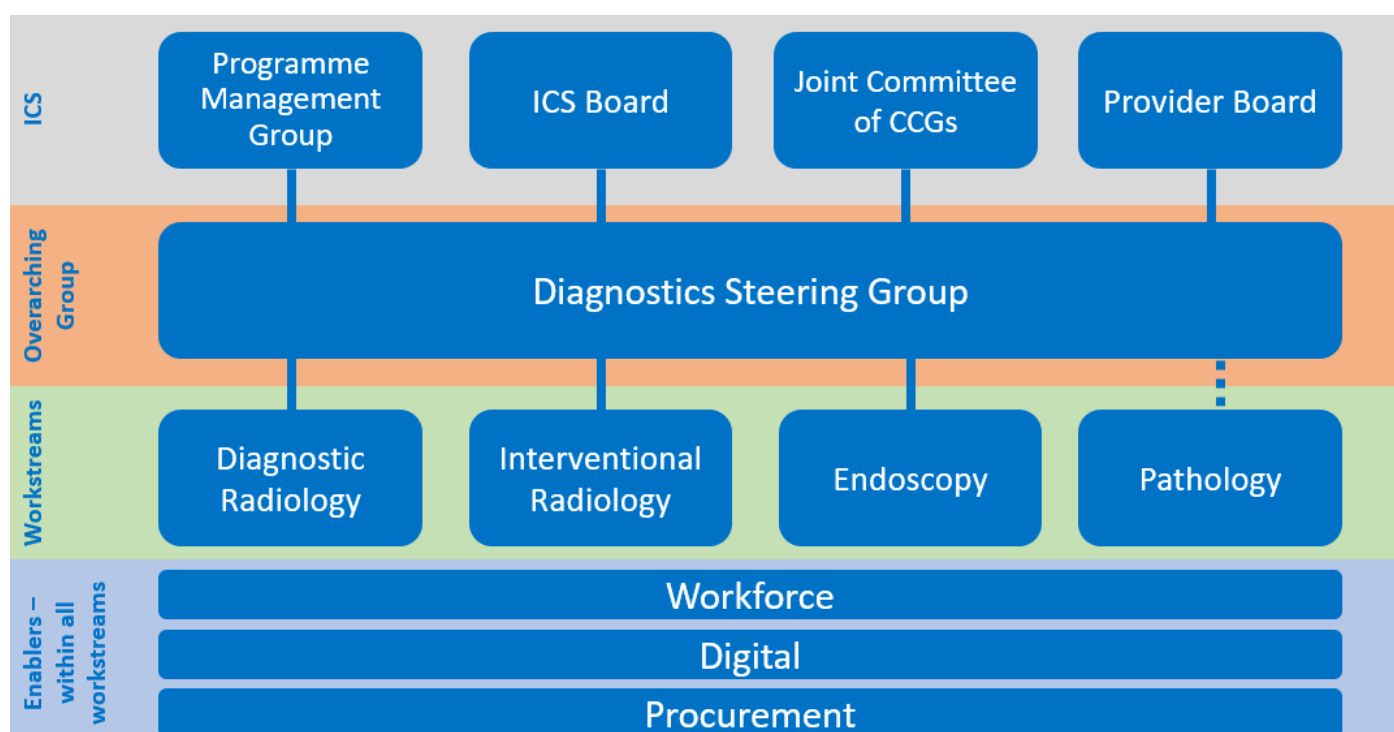 ICS
Programme
Management
Group
ICS Board
Joint Committee
of CCGs
Provider Board
Overarching
Group
Diagnostics Steering Group
Workstreams
Diagnostic
Radiology
Interventional
Radiology
Endoscopy
Pathology
Enablers –
within all
workstreams
Workforce
Digital
Procurement